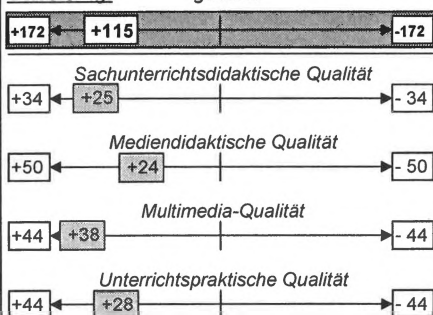 +172 +115 -172
Sachunterrichtsdidaktische Qualität
+34 +25 - 34
Mediendidaktische Qualität
+50 +24 - 50
Multimedia-Qualität
+44 +38 - 44
Unterrichtspraktische Qualität
+44 +28 - 44